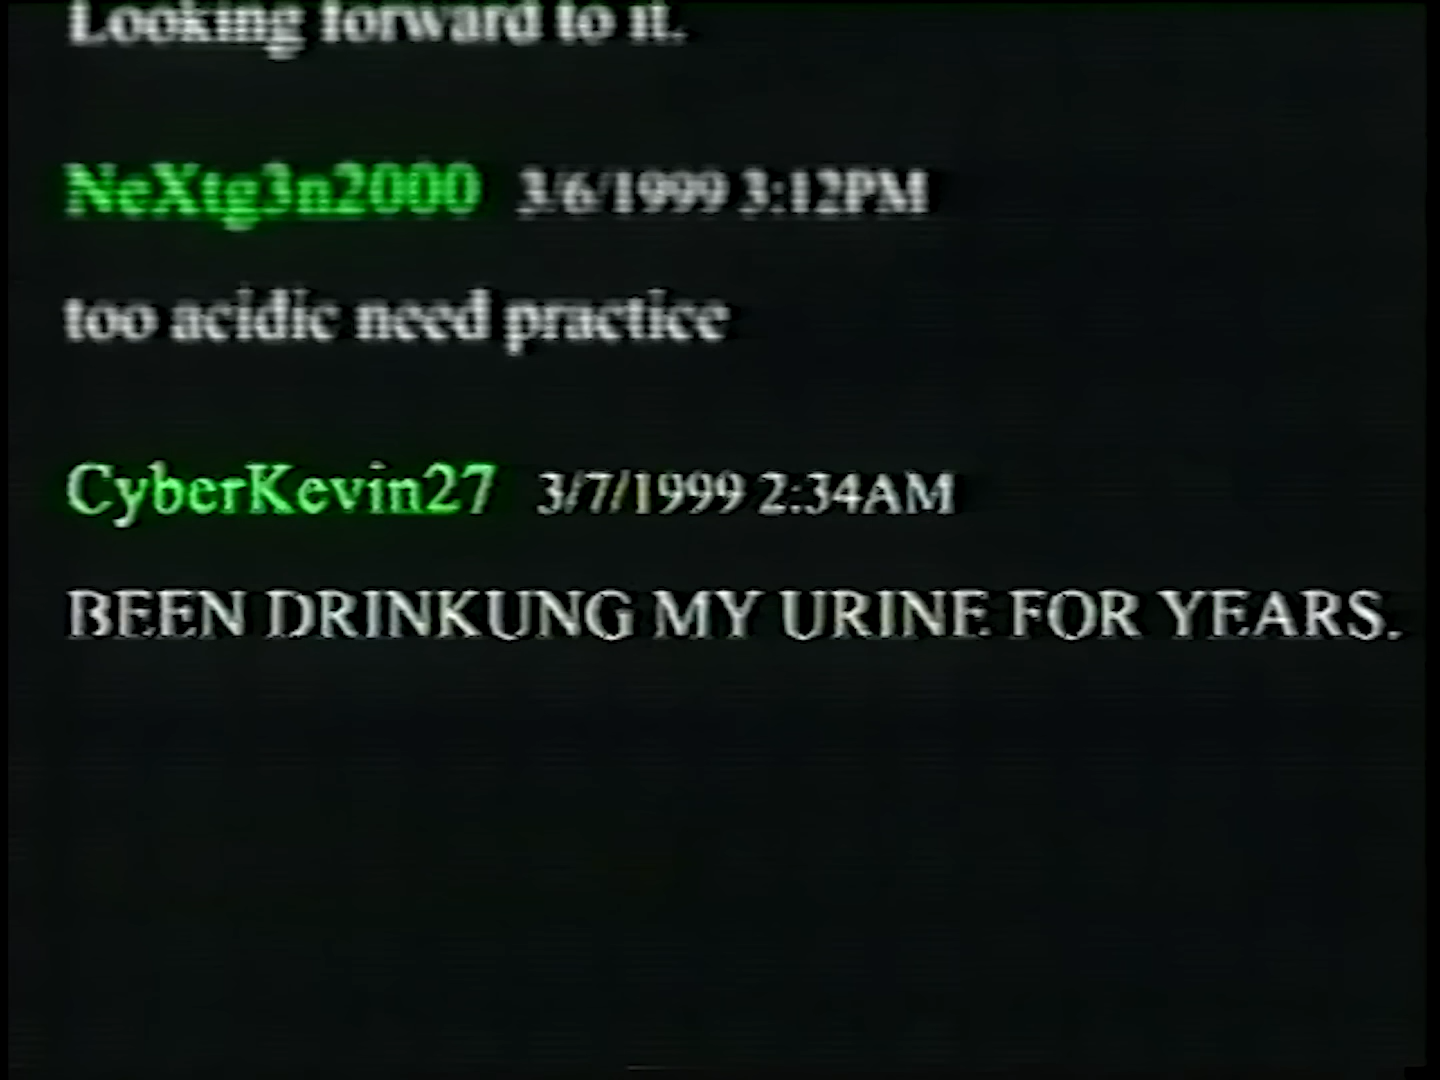 Looking forward to it.
NeXtg3n2000 3/6/1999 3:12PM
too acidic need practice
CyberKevin27 3/7/1999 2:34AM
BEEN DRINKUNG MY URINE FOR YEARS.